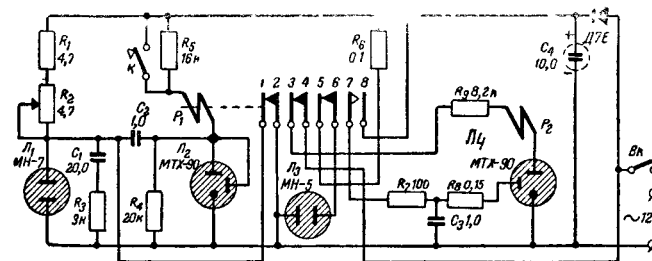 R1
4,7
R2
4,7
Л1
МН-7
C1
20,0
R3
3к
C2
1,0
R4
20к
К
R5
16к
P1
Л2
МТХ-90
1 2 3 4 5 6 7 8
Л3
МН-5
R6
0,1
R9 8,2к
Л4
P2
МТХ-90
R7 100
R8 0,15
C3 1,0
C4
10,0
+
-
Д7Е
Вк
~12